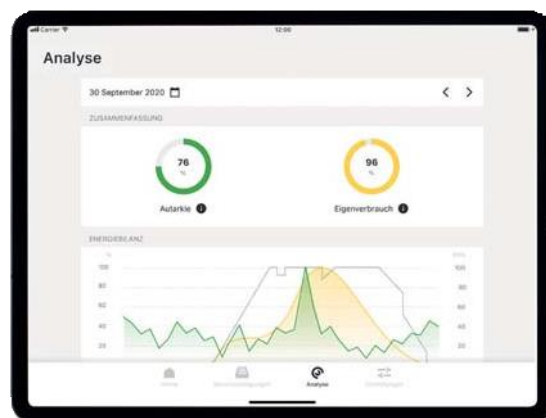 Carrier 12:00
Analyse
30 September 2020
ZUSAMMENFASSUNG
76
%
96
%
Autarkie
Eigenverbrauch
ENERGIEBILANZ
%
100 100
80 80
60 60
40 40
20 20
Home Analyse